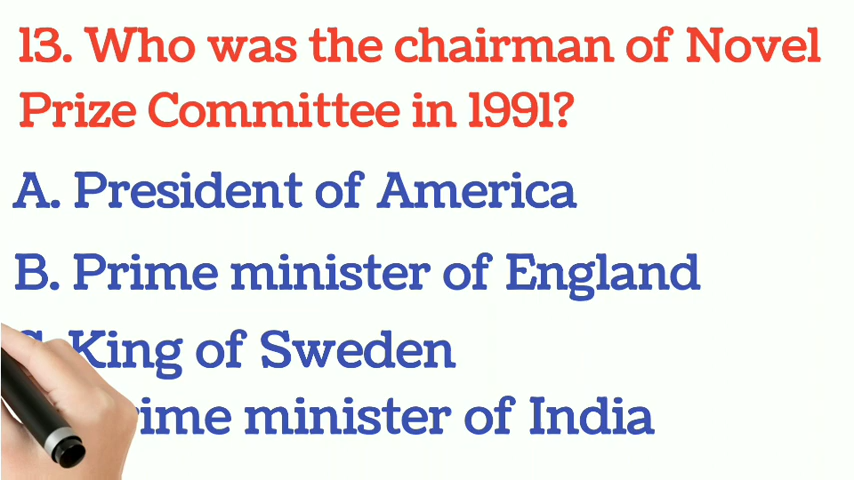 13. Who was the chairman of Novel
Prize Committee in 1991?
A. President of America
B. Prime minister of England
King of Sweden
minister of India